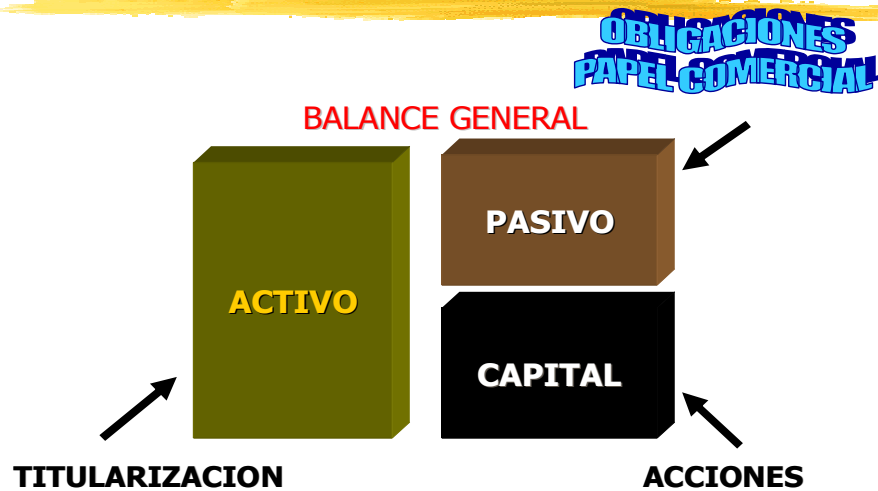 OBLIGACIONES
PAPEL COMERCIAL
BALANCE GENERAL
PASIVO
ACTIVO
CAPITAL
TITULARIZACION
ACCIONES